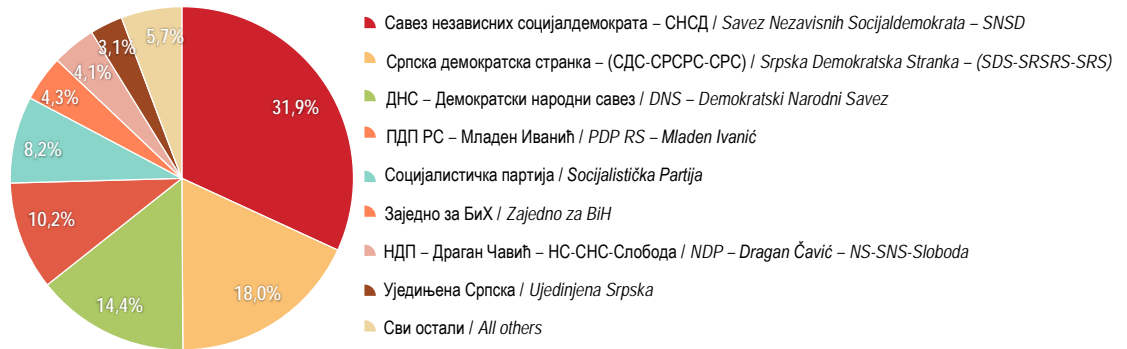 5,7%
3,1%
4,1%
4,3%
8,2%
10,2%
14,4%
18,0%
31,9%
Савез независних социјалдемократа – СНСД / Savez Nezavisnih Socijaldemokrata – SNSD
Српска демократска странка – (СДС-СРСРС-СРС) / Srpska Demokratska Stranka – (SDS-SRSRS-SRS)
ДНС – Демократски народни савез / DNS – Demokratski Narodni Savez
ПДП РС – Младен Иванић / PDP RS – Mladen Ivanić
Социјалистичка партија / Socijalistička Partija
Заједно за БиХ / Zajedno za BiH
НДП – Драган Чавић – НС-СНС-Слобода / NDP – Dragan Čavić – NS-SNS-Sloboda
Уједињена Српска / Ujedinjena Srpska
Сви остали / All others